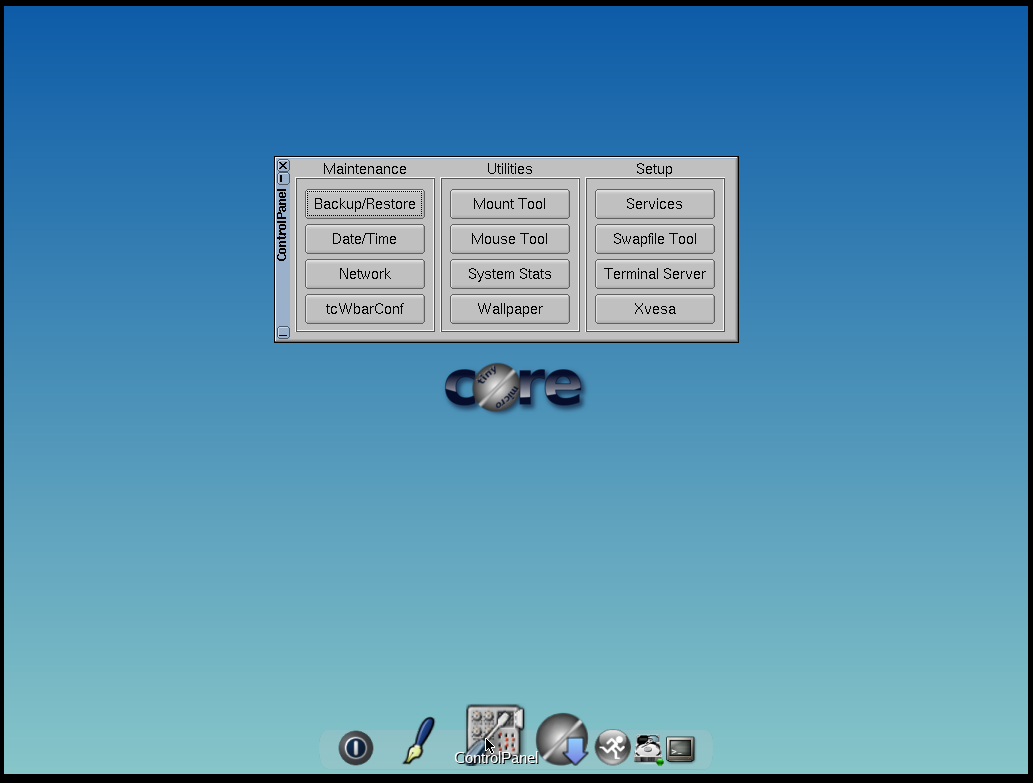 ControlPanel
Maintenance Utilities Setup
Backup/Restore Mount Tool Services
Date/Time Mouse Tool Swapfile Tool
Network System Stats Terminal Server
tcWbarConf Wallpaper Xvesa
core
tiny
micro
ControlPanel